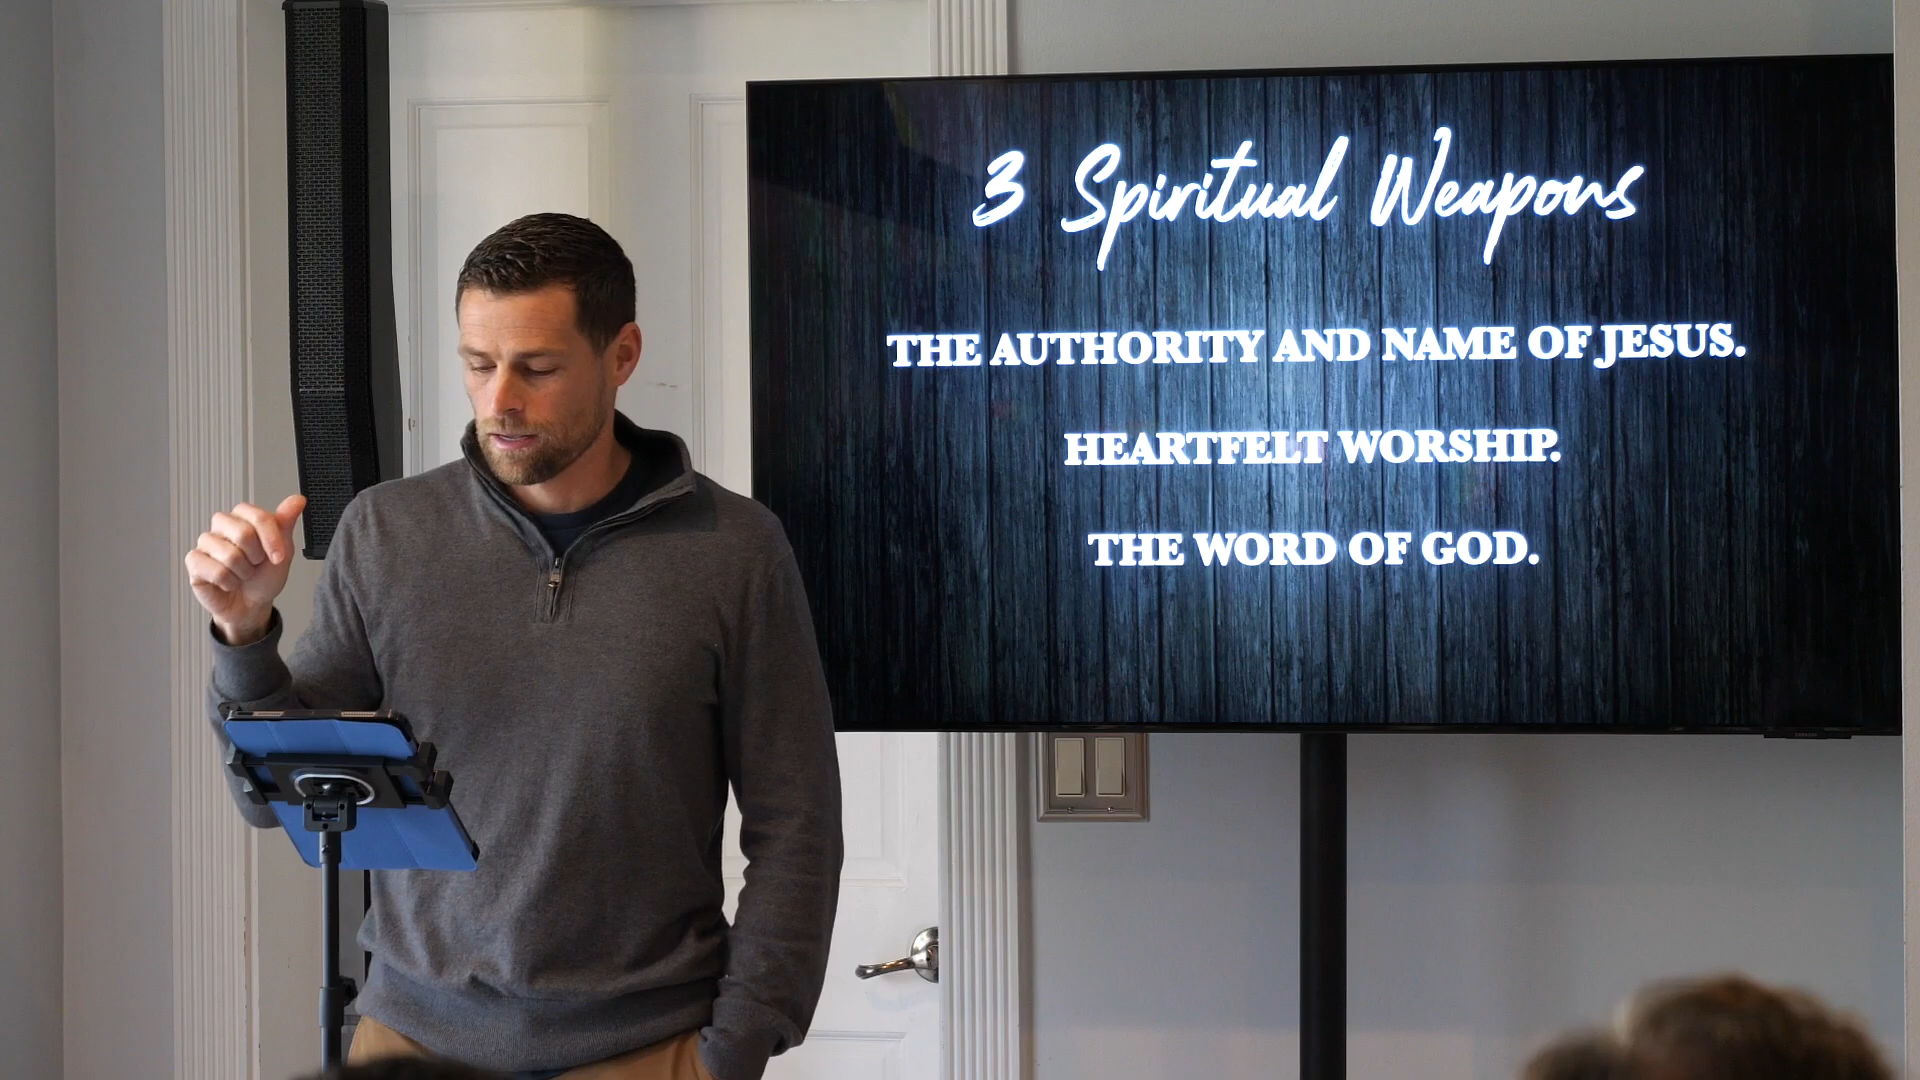 3 Spiritual Weapons
THE AUTHORITY AND NAME OF JESUS.
HEARTFELT WORSHIP.
THE WORD OF GOD.